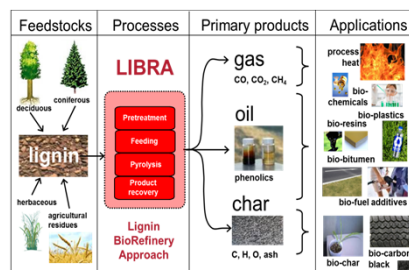 Feedstocks
Processes
Primary products
Applications
deciduous
coniferous
lignin
herbaceous
agricultural
residues
LIBRA
Pretreatment
Feeding
Pyrolysis
Product
recovery
Lignin
BioRefinery
Approach
gas
CO, CO₂, CH₄
oil
phenolics
char
C, H, O, ash
process
heat
bio-
chemicals
bio-plastics
bio-resins
bio-bitumen
bio-fuel additives
bio-char
bio-carbon
black